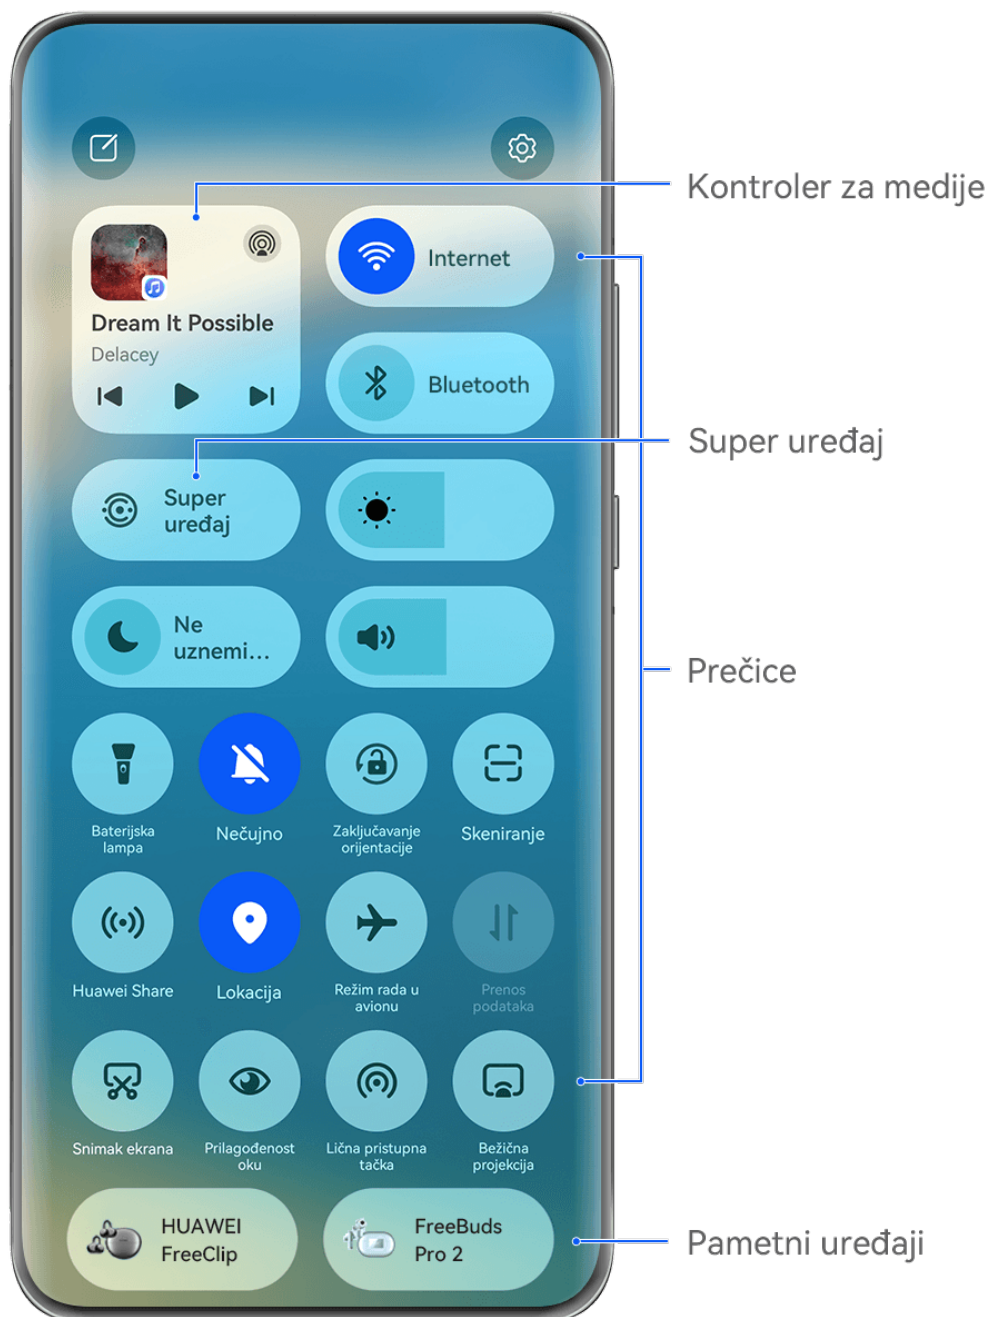 Kontroler za medije
Internet
Dream It Possible
Delacey
Bluetooth
Super uređaj
Super
uređaj
Ne
uznemi...
Prečice
Baterijska
lampa
Nečujno
Zaključavanje
orijentacije
Skeniranje
Huawei Share
Lokacija
Režim rada u
avionu
Prenos
podataka
Snimak ekrana
Prilagođenost
oku
Lična pristupna
tačka
Bežična
projekcija
HUAWEI
FreeClip
FreeBuds
Pro 2
Pametni uređaji